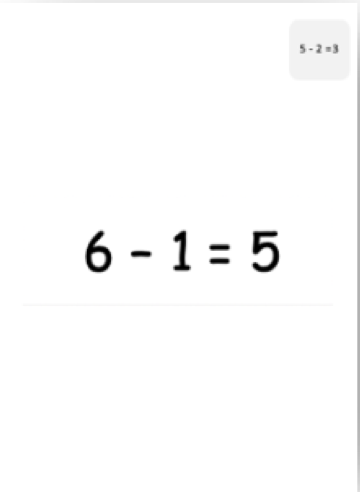 5 - 2 =3
6 - 1 = 5